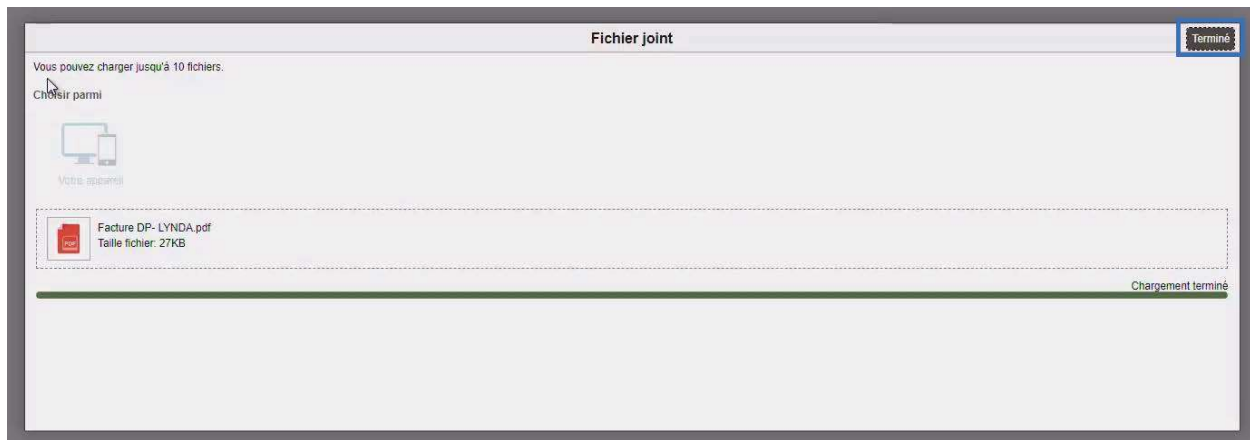 Fichier joint
Terminé
Vous pouvez charger jusqu'à 10 fichiers.
Choisir parmi
Votre appareil
PDF
Facture DP- LYNDA.pdf
Taille fichier: 27KB
Chargement terminé